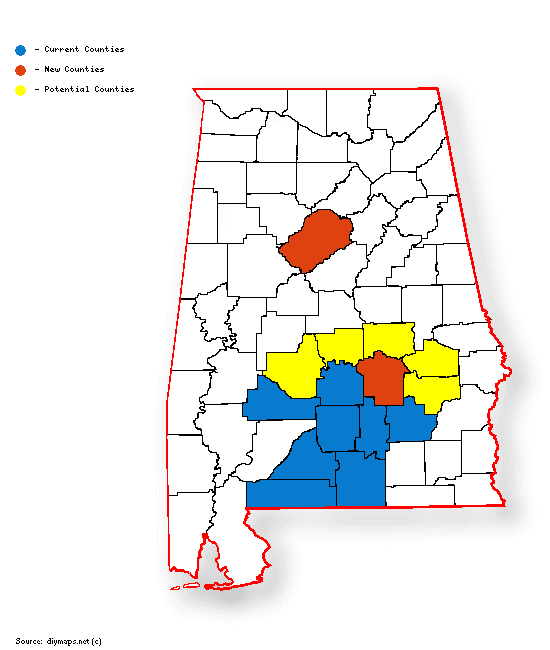 - Current Counties
- New Counties
- Potential Counties
Source: diymaps.net (c)